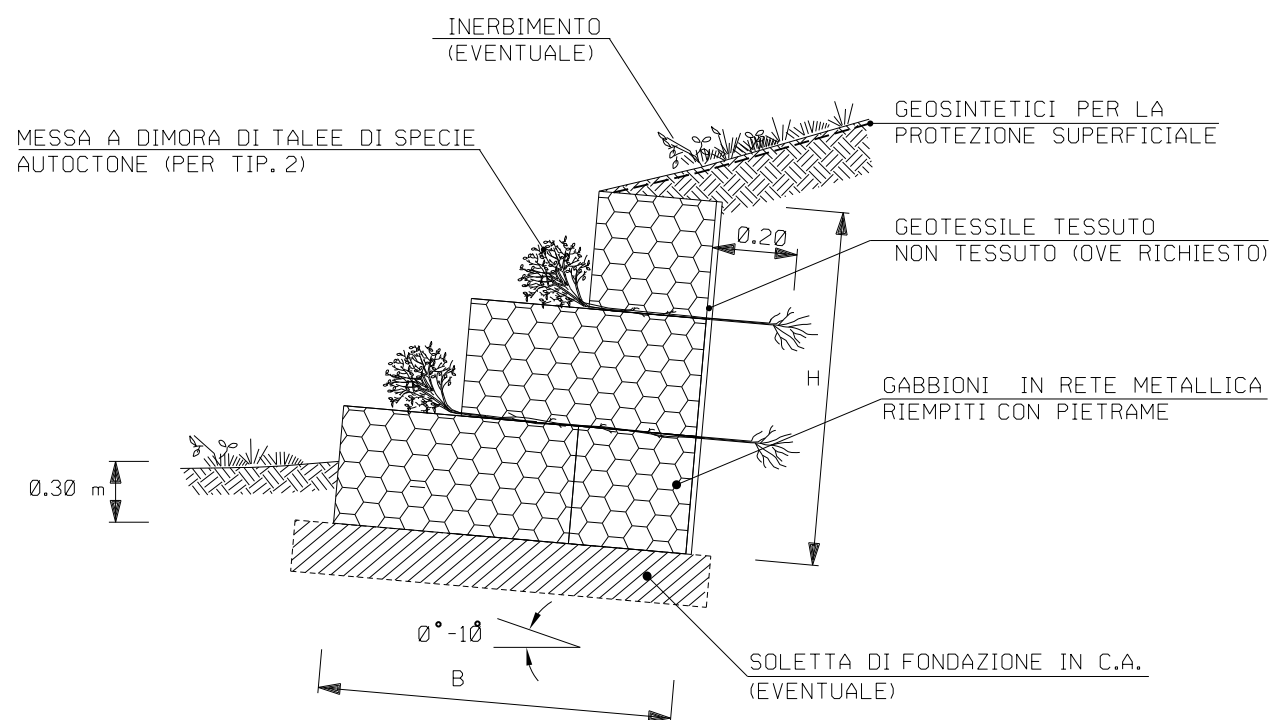 INERBIMENTO
(EVENTUALE)
GEOSINTETICI PER LA
PROTEZIONE SUPERFICIALE
MESSA A DIMORA DI TALEE DI SPECIE
AUTOCTONE (PER TIP. 2)
GEOTESSILE TESSUTO
NON TESSUTO (OVE RICHIESTO)
0.20
H
GABBIONI IN RETE METALLICA
RIEMPITI CON PIETRAME
0.30 m
0°-10°
SOLETTA DI FONDAZIONE IN C.A.
(EVENTUALE)
B